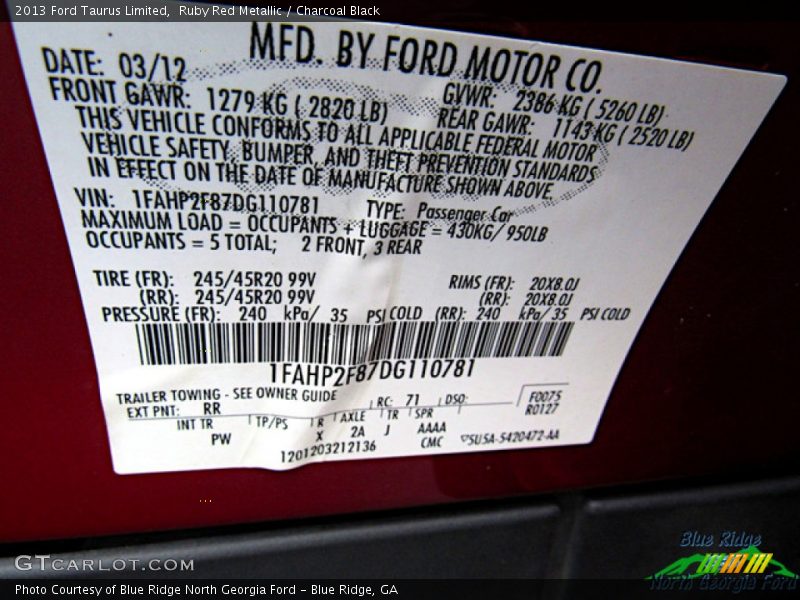 2013 Ford Taurus Limited, Ruby Red Metallic / Charcoal Black
MFD. BY FORD MOTOR CO.
DATE: 03/12 GVWR: 2386 KG ( 5260 LB)
FRONT GAWR: 1279 KG ( 2820 LB) REAR GAWR: 1143 KG ( 2520 LB)
THIS VEHICLE CONFORMS TO ALL APPLICABLE FEDERAL MOTOR
VEHICLE SAFETY, BUMPER, AND THEFT PREVENTION STANDARDS
IN EFFECT ON THE DATE OF MANUFACTURE SHOWN ABOVE
VIN: 1FAHP2F87DG110781 TYPE: Passenger Car
MAXIMUM LOAD = OCCUPANTS + LUGGAGE = 430KG/ 950LB
OCCUPANTS = 5 TOTAL; 2 FRONT, 3 REAR
TIRE (FR): 245/45R20 99V RIMS (FR): 20X8.0J
(RR): 245/45R20 99V (RR): 20X8.0J
PRESSURE (FR): 240 kPa/ 35 PSI COLD (RR): 240 kPa/ 35 PSI COLD
1FAHP2F87DG110781
TRAILER TOWING - SEE OWNER GUIDE
EXT PNT: RR RC: 71 DSO: F0075
R0127
INT TR TP/PS R AXLE TR SPR
PW X 2A J AAAA
1201203212136 CMC 5U5A-5420472-AA
GTCARLOT.COM
Blue Ridge
North Georgia Ford
Photo Courtesy of Blue Ridge North Georgia Ford – Blue Ridge, GA